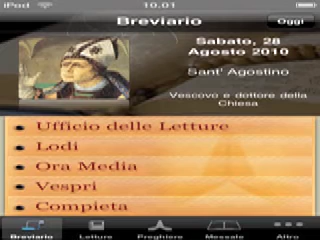 iPod 10.01
Breviario Oggi
Sabato, 28
Agosto 2010
Sant' Agostino
Vescovo e dottore della
Chiesa
Ufficio delle Letture
Lodi
Ora Media
Vespri
Compieta
Breviario Letture Preghiere Messale Altro